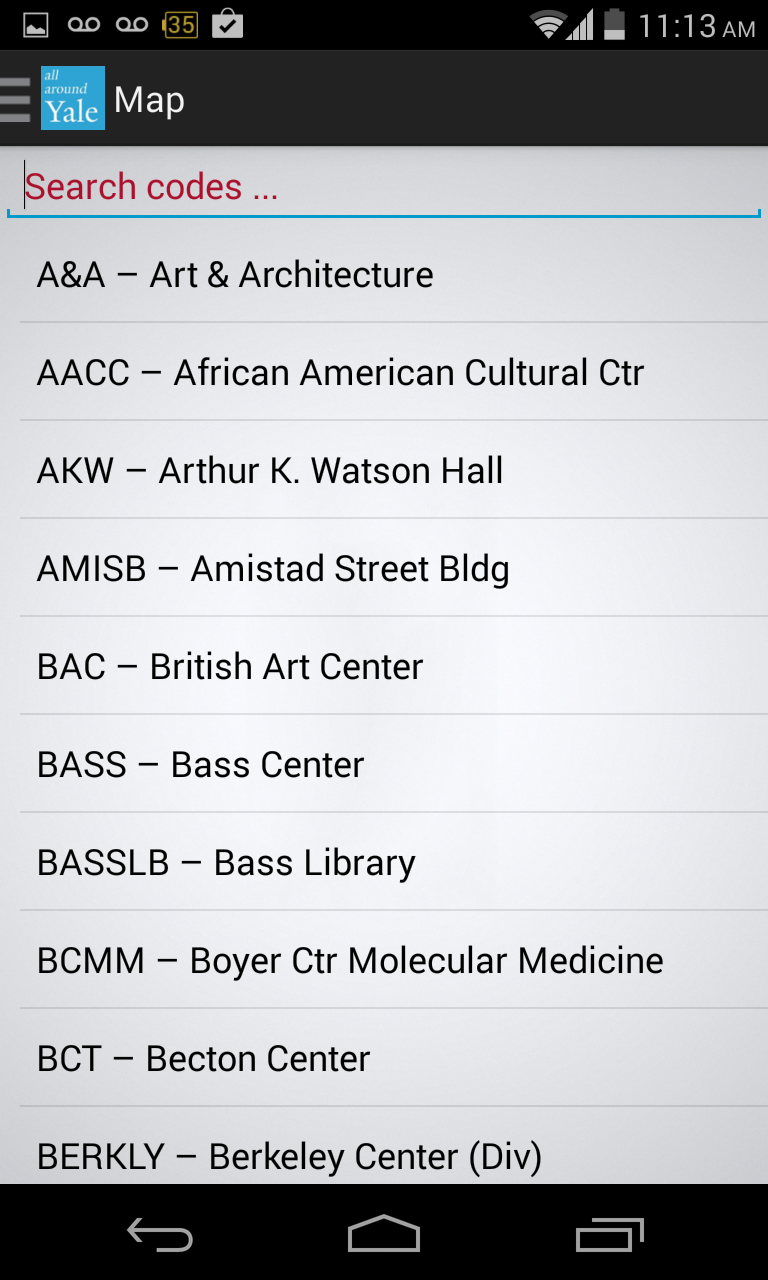 35
11:13 AM
all
around
Yale
Map
Search codes ...
A&A – Art & Architecture
AACC – African American Cultural Ctr
AKW – Arthur K. Watson Hall
AMISB – Amistad Street Bldg
BAC – British Art Center
BASS – Bass Center
BASSLB – Bass Library
BCMM – Boyer Ctr Molecular Medicine
BCT – Becton Center
BERKLY – Berkeley Center (Div)